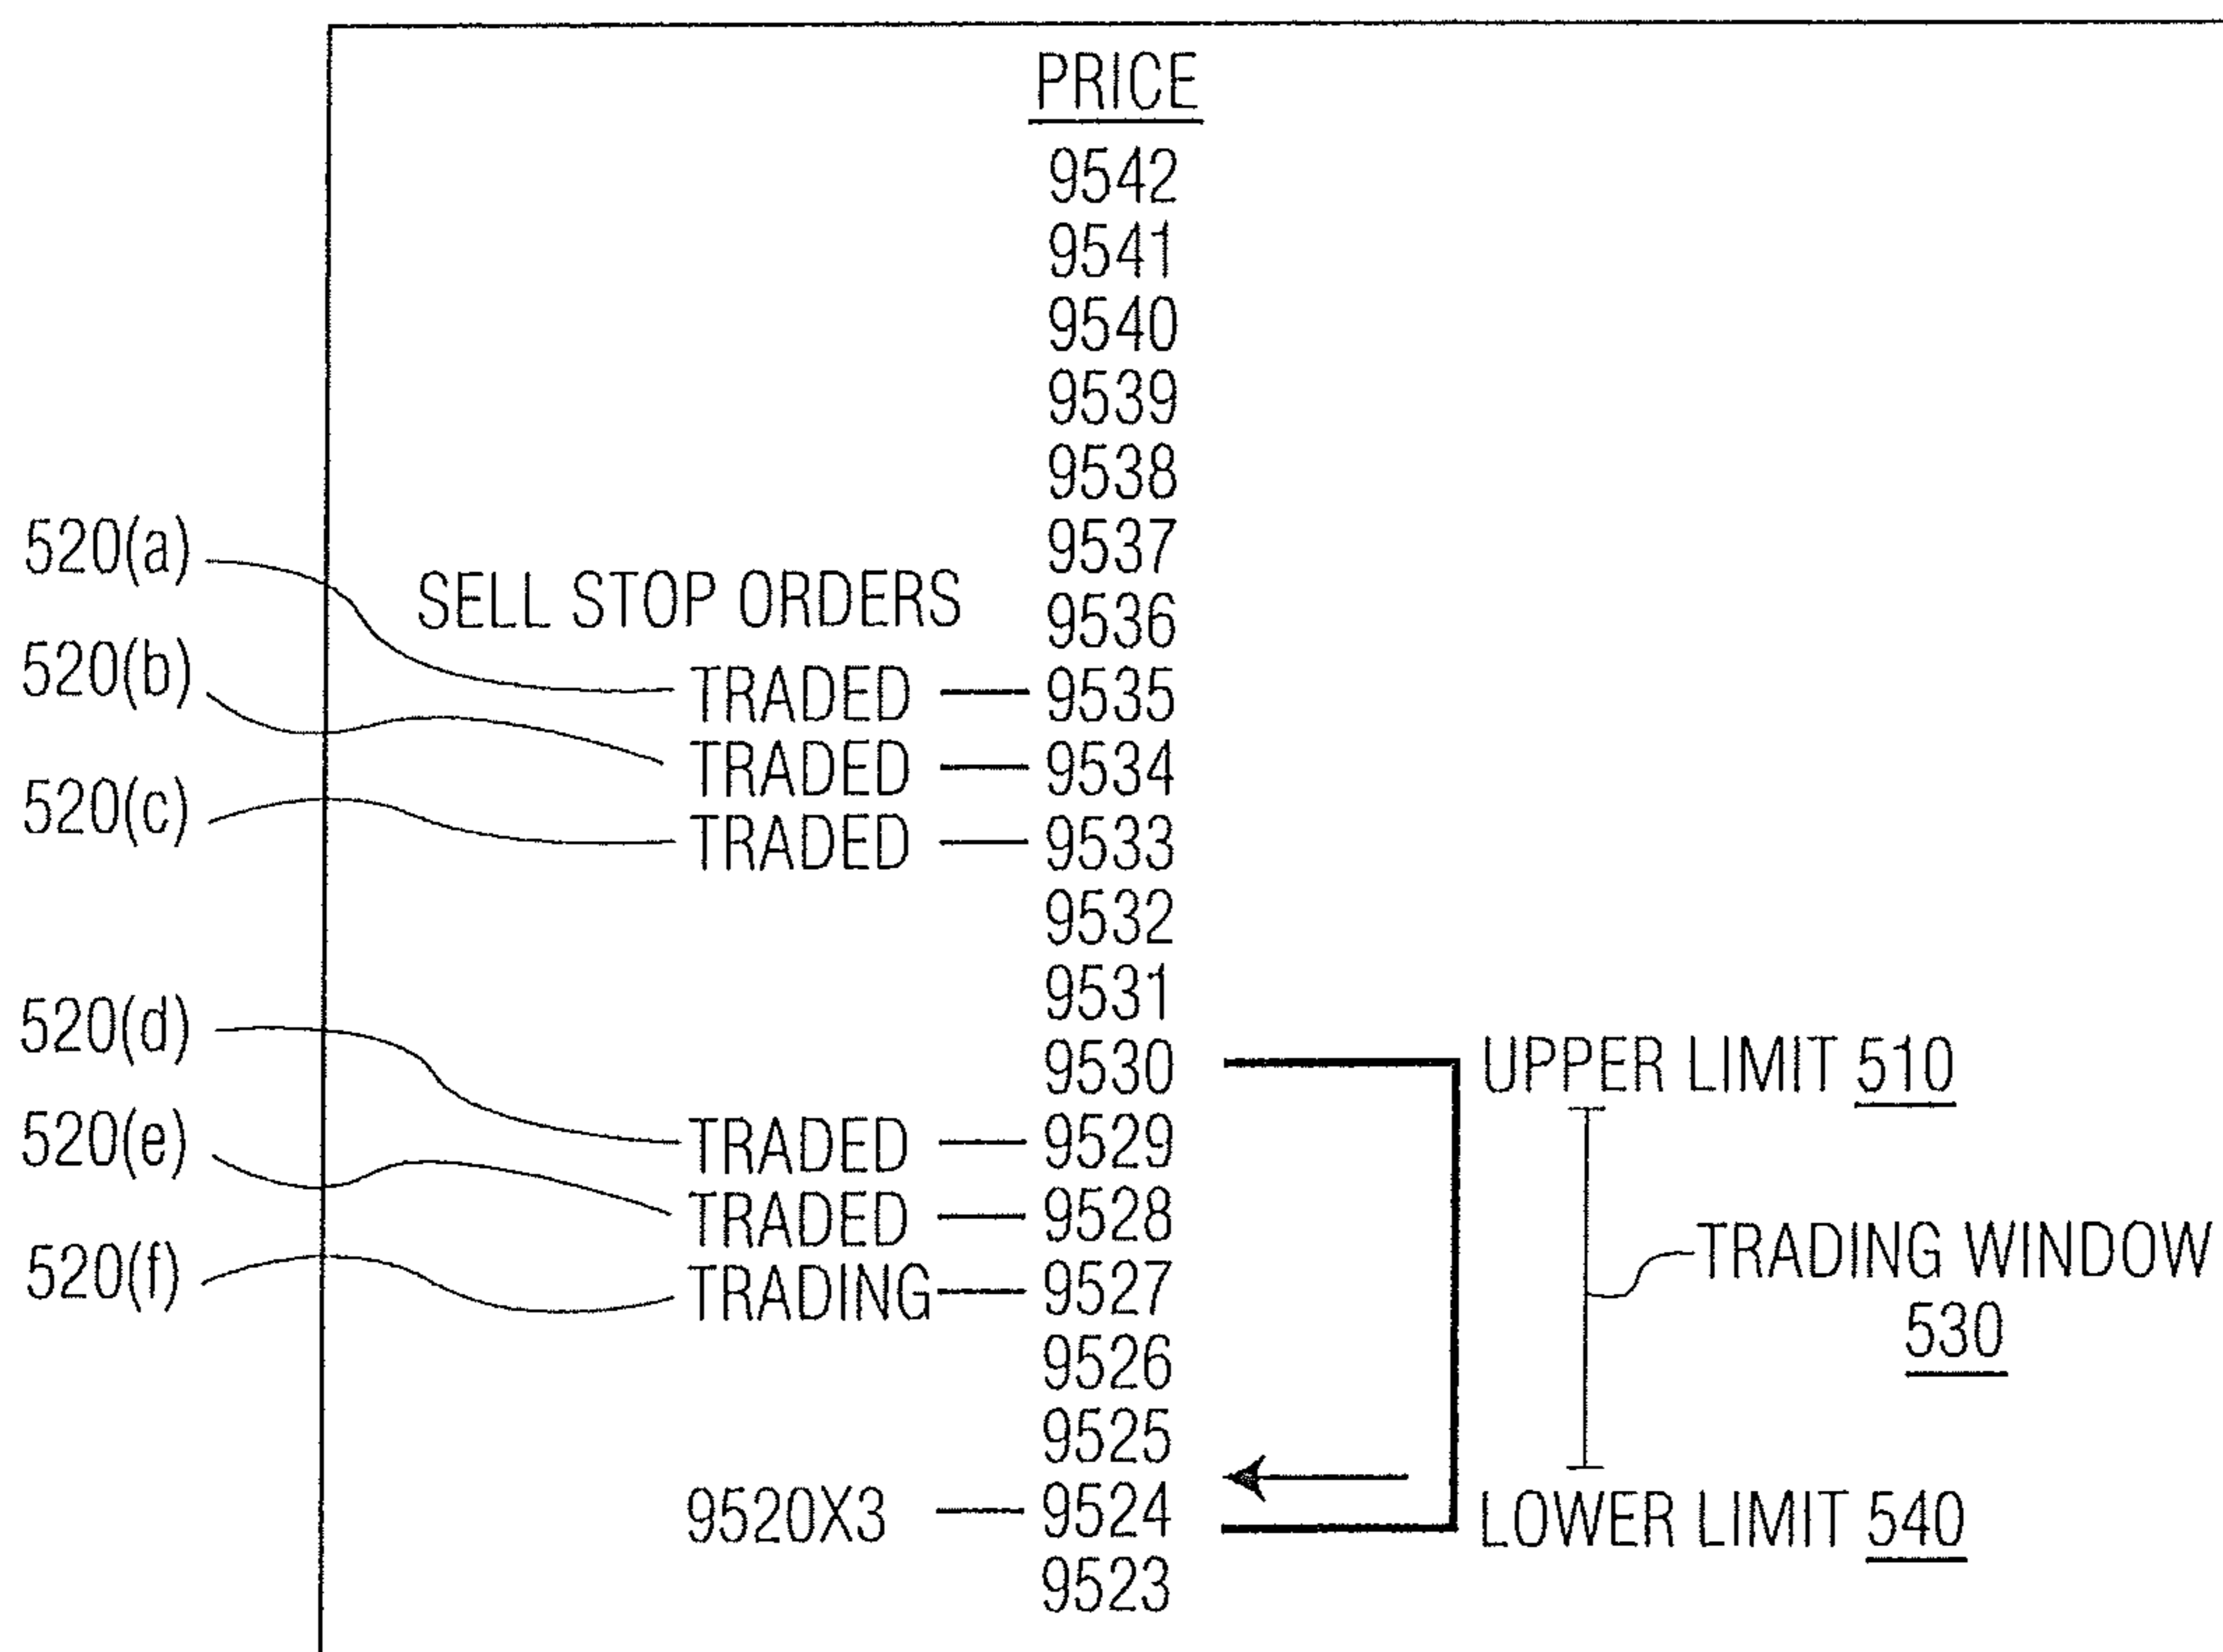 PRICE
9542
9541
9540
9539
9538
9537
520(a)
SELL STOP ORDERS 9536
TRADED 9535
520(b)
TRADED 9534
520(c)
TRADED 9533
9532
9531
520(d)
9530 UPPER LIMIT 510
520(e)
TRADED 9529
TRADED 9528
TRADING WINDOW
520(f)
TRADING 9527
530
9526
9525
9520X3 9524 LOWER LIMIT 540
9523